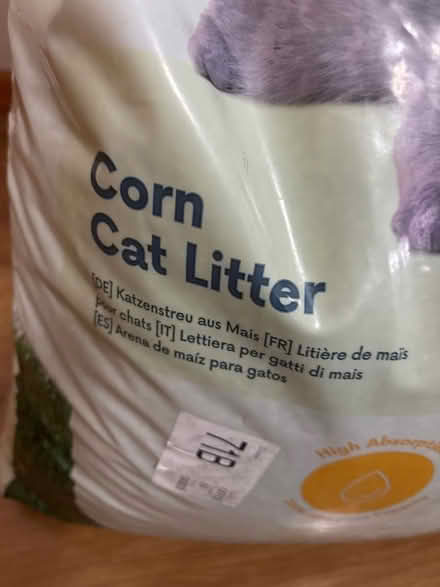 Corn
Cat Litter
[DE] Katzenstreu aus Mais [FR] Litière de maïs
pour chats [IT] Lettiera per gatti di mais
[ES] Arena de maíz para gatos
71B
High Absorpti